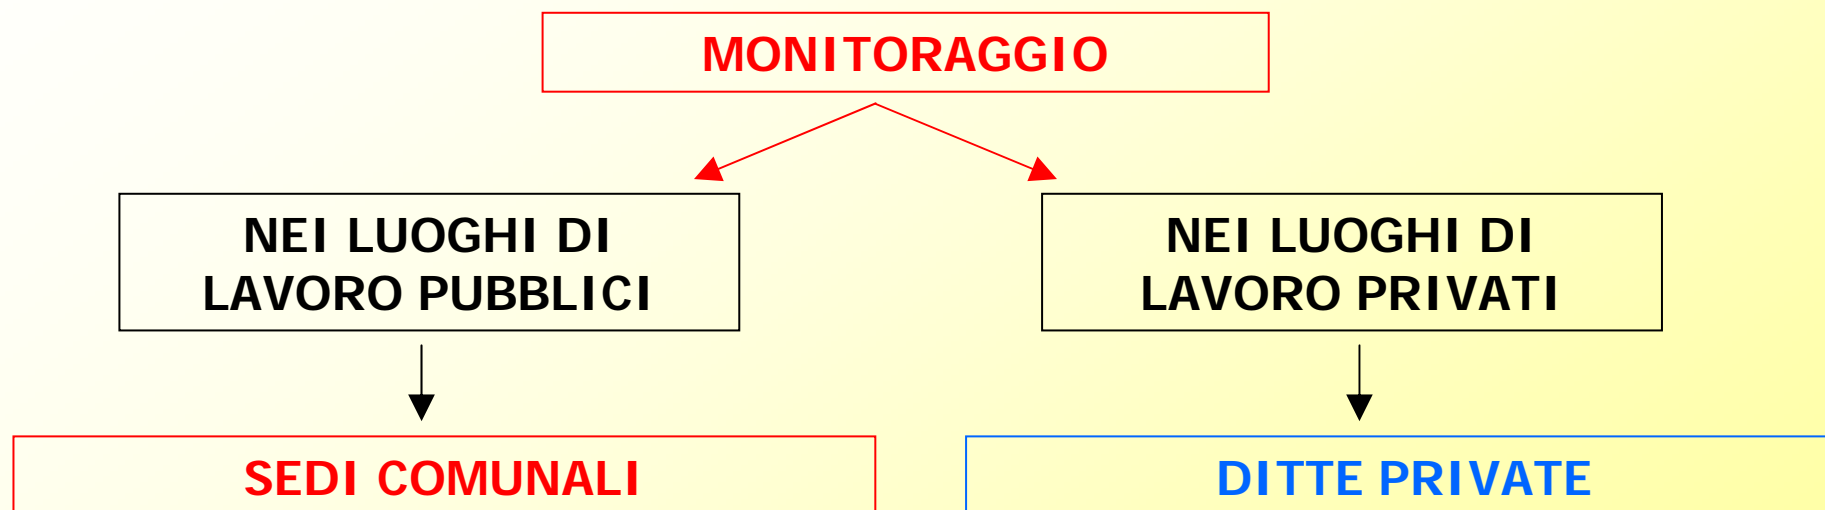 MONITORAGGIO
NEI LUOGHI DI
LAVORO PUBBLICI
NEI LUOGHI DI
LAVORO PRIVATI
SEDI COMUNALI
DITTE PRIVATE